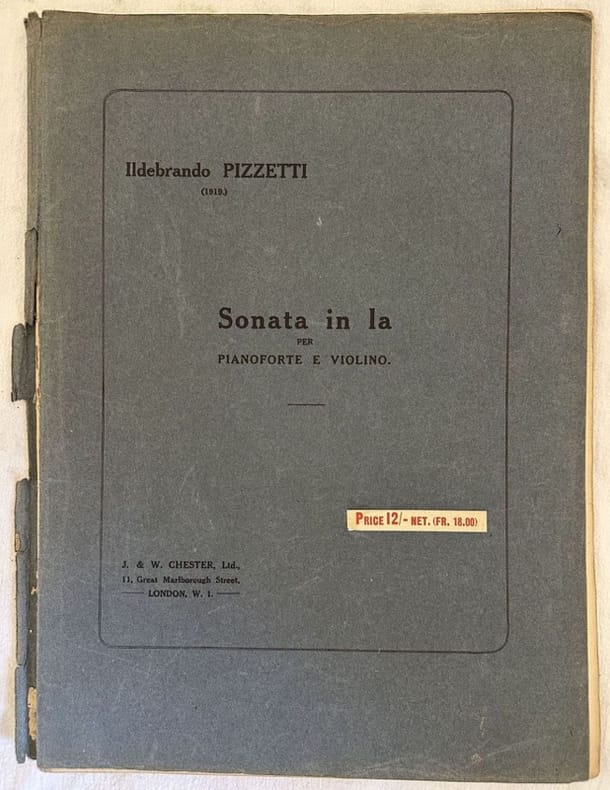 Ildebrando PIZZETTI
(1919.)
Sonata in la
PER
PIANOFORTE E VIOLINO.
PRICE 12/- NET. (FR. 18.00)
J. & W. CHESTER, Ltd.,
11, Great Marlborough Street,
LONDON, W. 1.